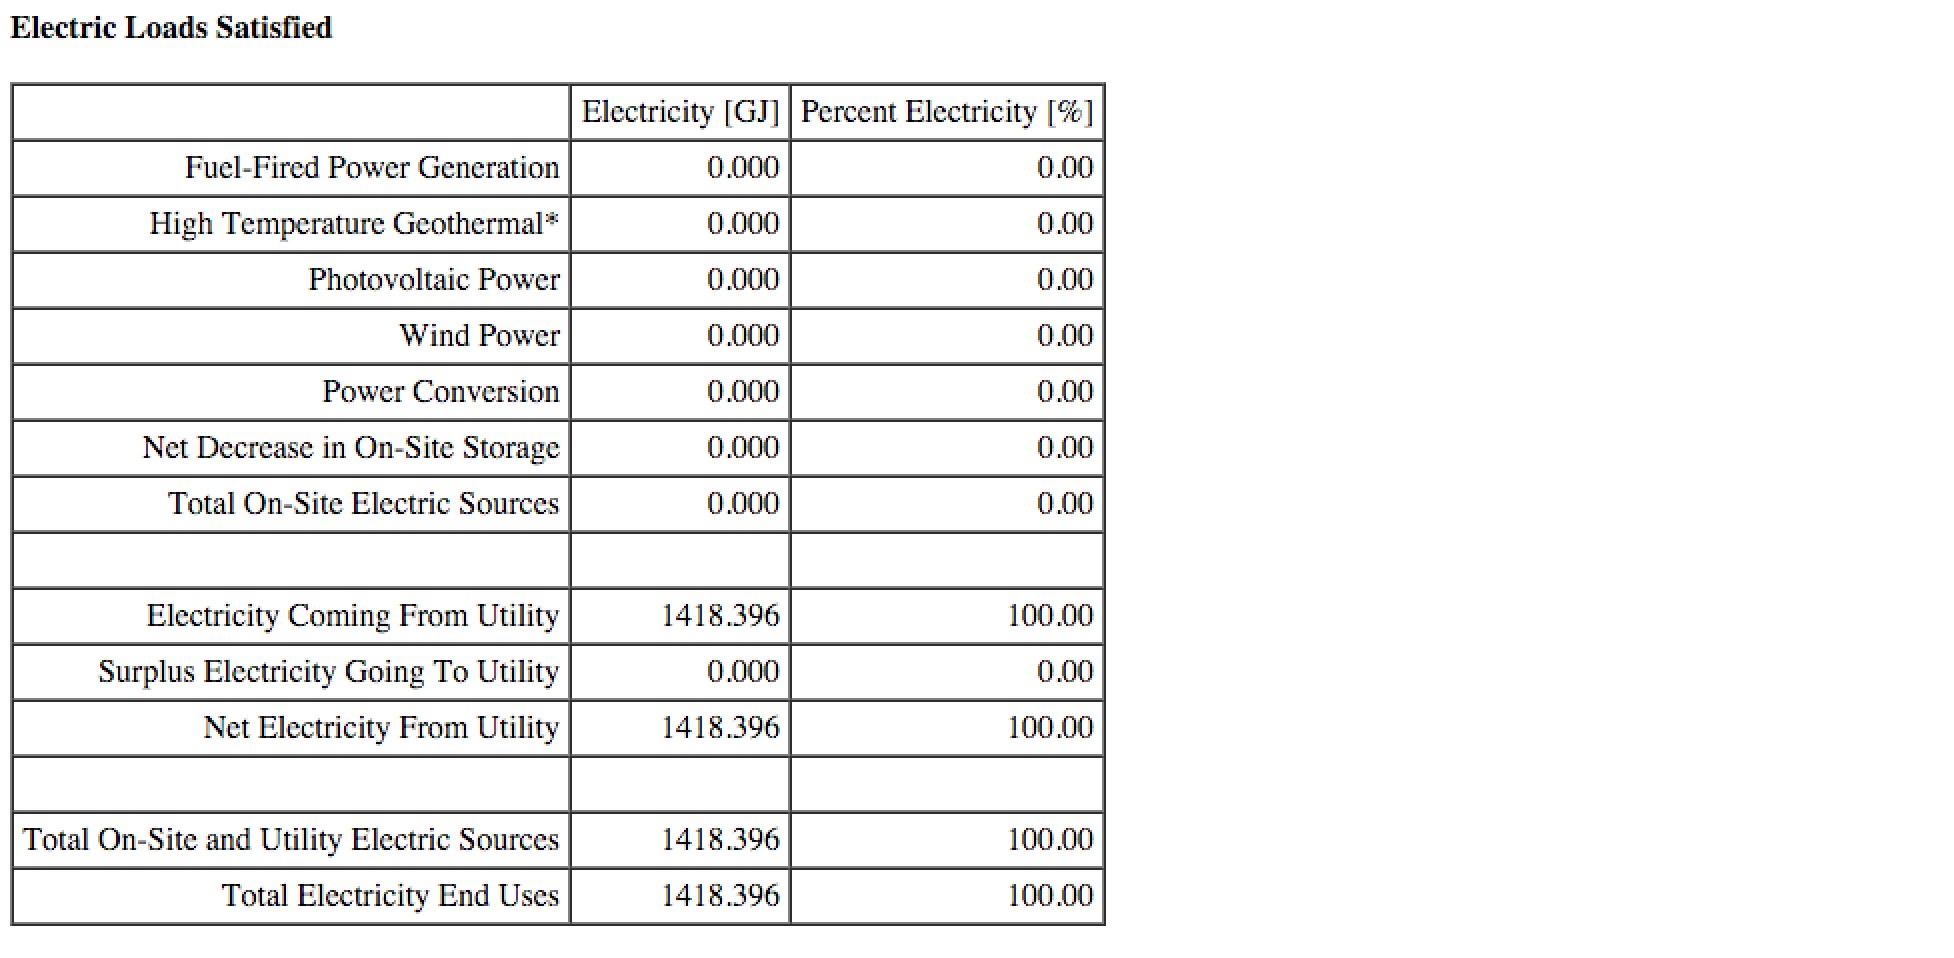 Electric Loads Satisfied
Electricity [GJ] Percent Electricity [%]
Fuel-Fired Power Generation 0.000 0.00
High Temperature Geothermal* 0.000 0.00
Photovoltaic Power 0.000 0.00
Wind Power 0.000 0.00
Power Conversion 0.000 0.00
Net Decrease in On-Site Storage 0.000 0.00
Total On-Site Electric Sources 0.000 0.00
Electricity Coming From Utility 1418.396 100.00
Surplus Electricity Going To Utility 0.000 0.00
Net Electricity From Utility 1418.396 100.00
Total On-Site and Utility Electric Sources 1418.396 100.00
Total Electricity End Uses 1418.396 100.00